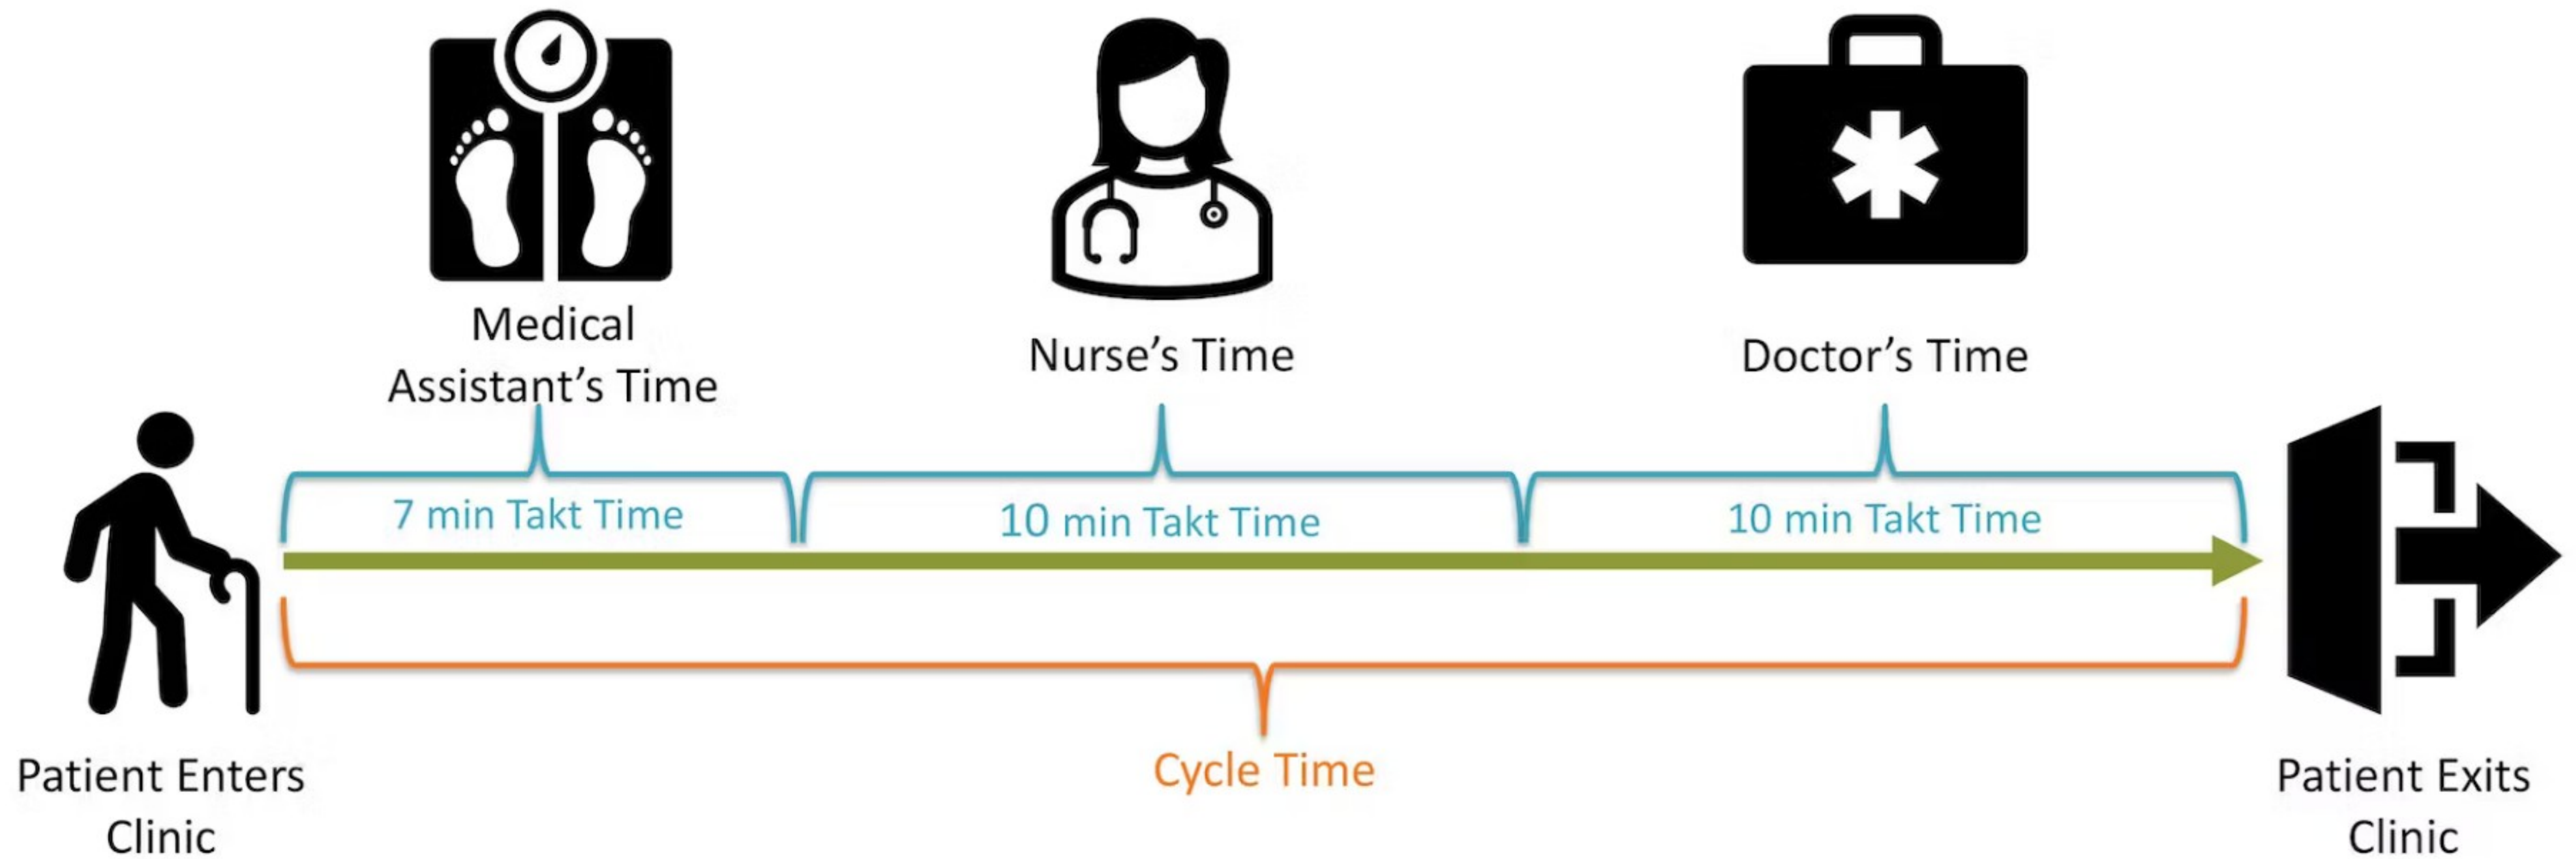 Medical
Assistant's Time
Nurse's Time
Doctor's Time
7 min Takt Time
10 min Takt Time
10 min Takt Time
Cycle Time
Patient Enters
Clinic
Patient Exits
Clinic